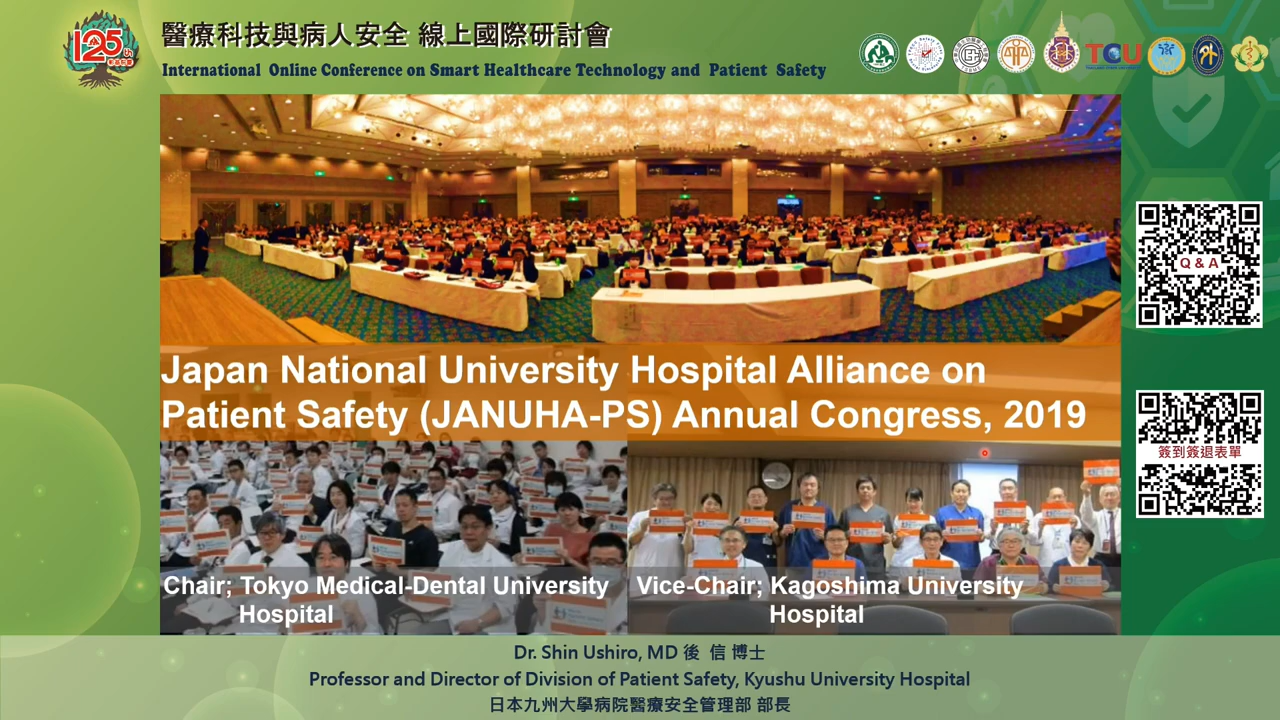 125th
醫療科技與病人安全 線上國際研討會
International Online Conference on Smart Healthcare Technology and Patient Safety
TCU
Q & A
Japan National University Hospital Alliance on
Patient Safety (JANUHA-PS) Annual Congress, 2019
簽到簽退表單
Chair; Tokyo Medical-Dental University
Hospital
Vice-Chair; Kagoshima University
Hospital
Dr. Shin Ushiro, MD 後 信 博士
Professor and Director of Division of Patient Safety, Kyushu University Hospital
日本九州大學病院醫療安全管理部 部長